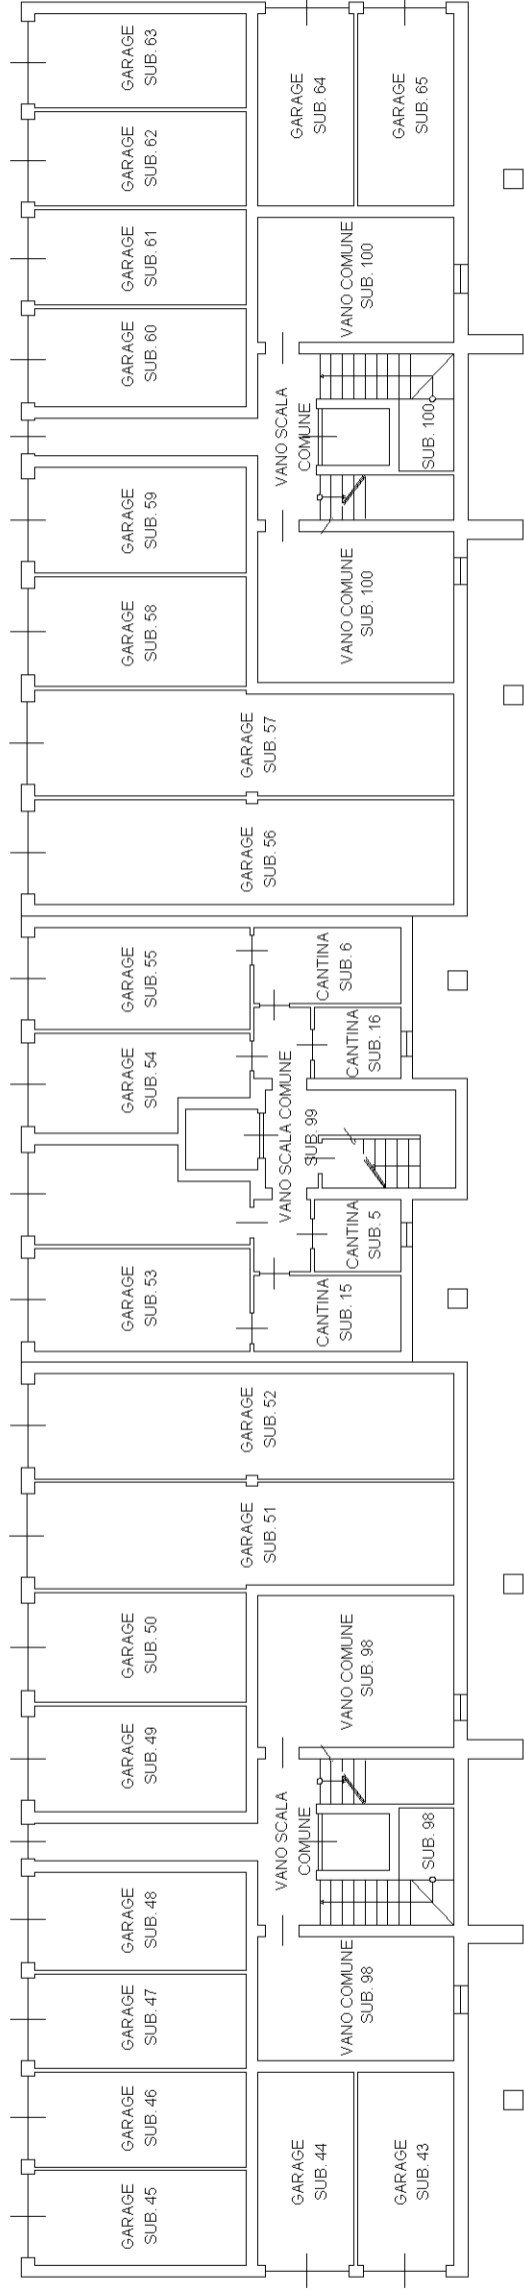 GARAGE
SUB. 63
GARAGE
SUB. 64
GARAGE
SUB. 65
GARAGE
SUB. 62
GARAGE
SUB. 61
VANO COMUNE
SUB. 100
GARAGE
SUB. 60
VANO SCALA
COMUNE
SUB. 100
GARAGE
SUB. 59
GARAGE
SUB. 58
VANO COMUNE
SUB. 100
GARAGE
SUB. 57
GARAGE
SUB. 56
GARAGE
SUB. 55
CANTINA
SUB. 6
GARAGE
SUB. 54
CANTINA
SUB. 16
VANO SCALA COMUNE
SUB. 99
CANTINA
SUB. 5
GARAGE
SUB. 53
CANTINA
SUB. 15
GARAGE
SUB. 52
GARAGE
SUB. 51
GARAGE
SUB. 50
VANO COMUNE
SUB. 98
GARAGE
SUB. 49
VANO SCALA
COMUNE
SUB. 98
GARAGE
SUB. 48
GARAGE
SUB. 47
VANO COMUNE
SUB. 98
GARAGE
SUB. 46
GARAGE
SUB. 45
GARAGE
SUB. 44
GARAGE
SUB. 43